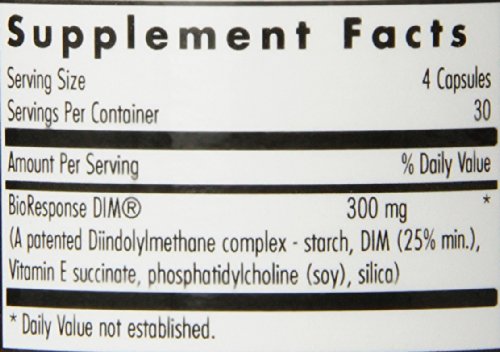 Supplement Facts
Serving Size 4 Capsules
Servings Per Container 30
Amount Per Serving % Daily Value
BioResponse DIM® 300 mg *
(A patented Diindolylmethane complex - starch, DIM (25% min.),
Vitamin E succinate, phosphatidylcholine (soy), silica)
* Daily Value not established.